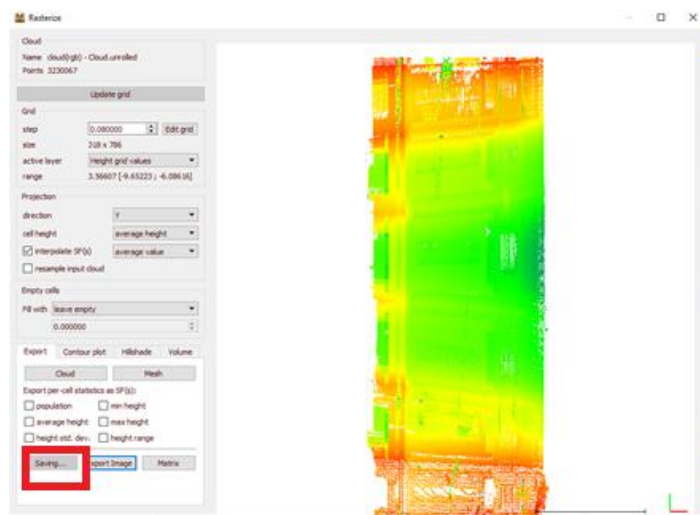 Rasterize
Cloud
Name cloud(rgb) - Cloud.unrolled
Points 3230067
Update grid
Grid
step 0.080000 Edit grid
size 318 x 786
active layer Height grid values
range 3.56607 [-9.65223 ; -6.08616]
Projection
direction Y
cell height average height
interpolate SF(s) average value
resample input cloud
Empty cells
Fill with leave empty
0.000000
Export Contour plot Hillshade Volume
Cloud Mesh
Export per-cell statistics as SF(s):
population min height
average height max height
height std. dev. height range
Saving... Export Image Matrix